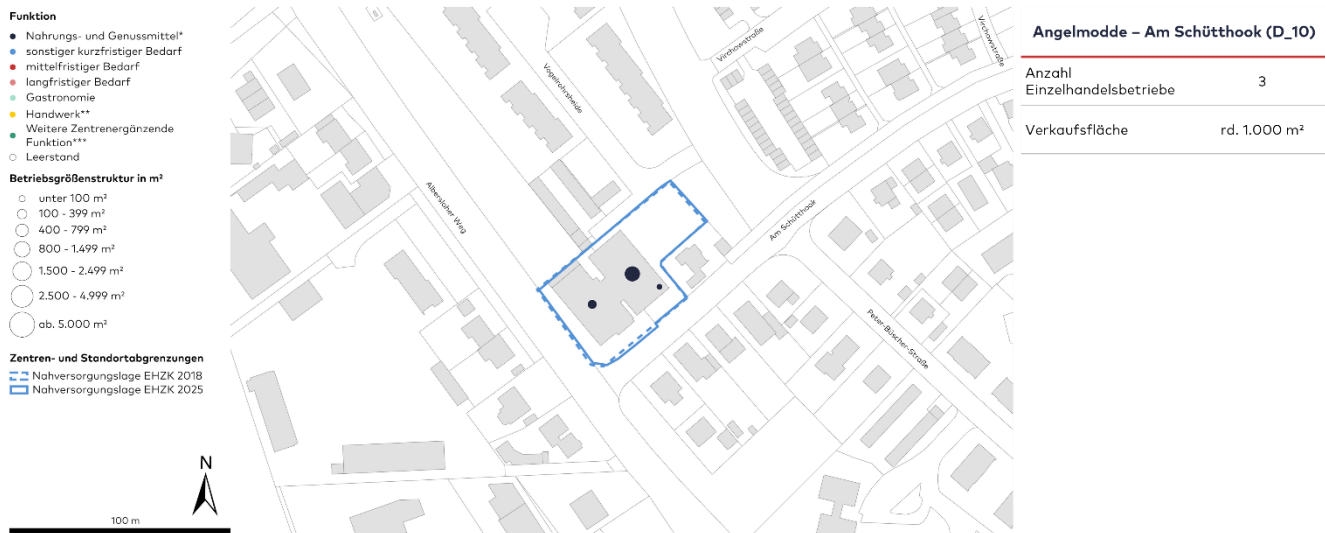 Funktion
Nahrungs- und Genussmittel*
sonstiger kurzfristiger Bedarf
mittelfristiger Bedarf
langfristiger Bedarf
Gastronomie
Handwerk**
Weitere Zentrenergänzende
Funktion***
Leerstand
Betriebsgrößenstruktur in m²
unter 100 m²
100 - 399 m²
400 - 799 m²
800 - 1.499 m²
1.500 - 2.499 m²
2.500 - 4.999 m²
ab. 5.000 m²
Zentren- und Standortabgrenzungen
Nahversorgungslage EHZK 2018
Nahversorgungslage EHZK 2025
N
100 m
Virchowstraße
Virchowstraße
Vogelrohrsheide
Albersloher Weg
Am Schütthook
Peter-Büscher-Straße
Angelmodde – Am Schütthook (D_10)
Anzahl
Einzelhandelsbetriebe 3
Verkaufsfläche rd. 1.000 m²